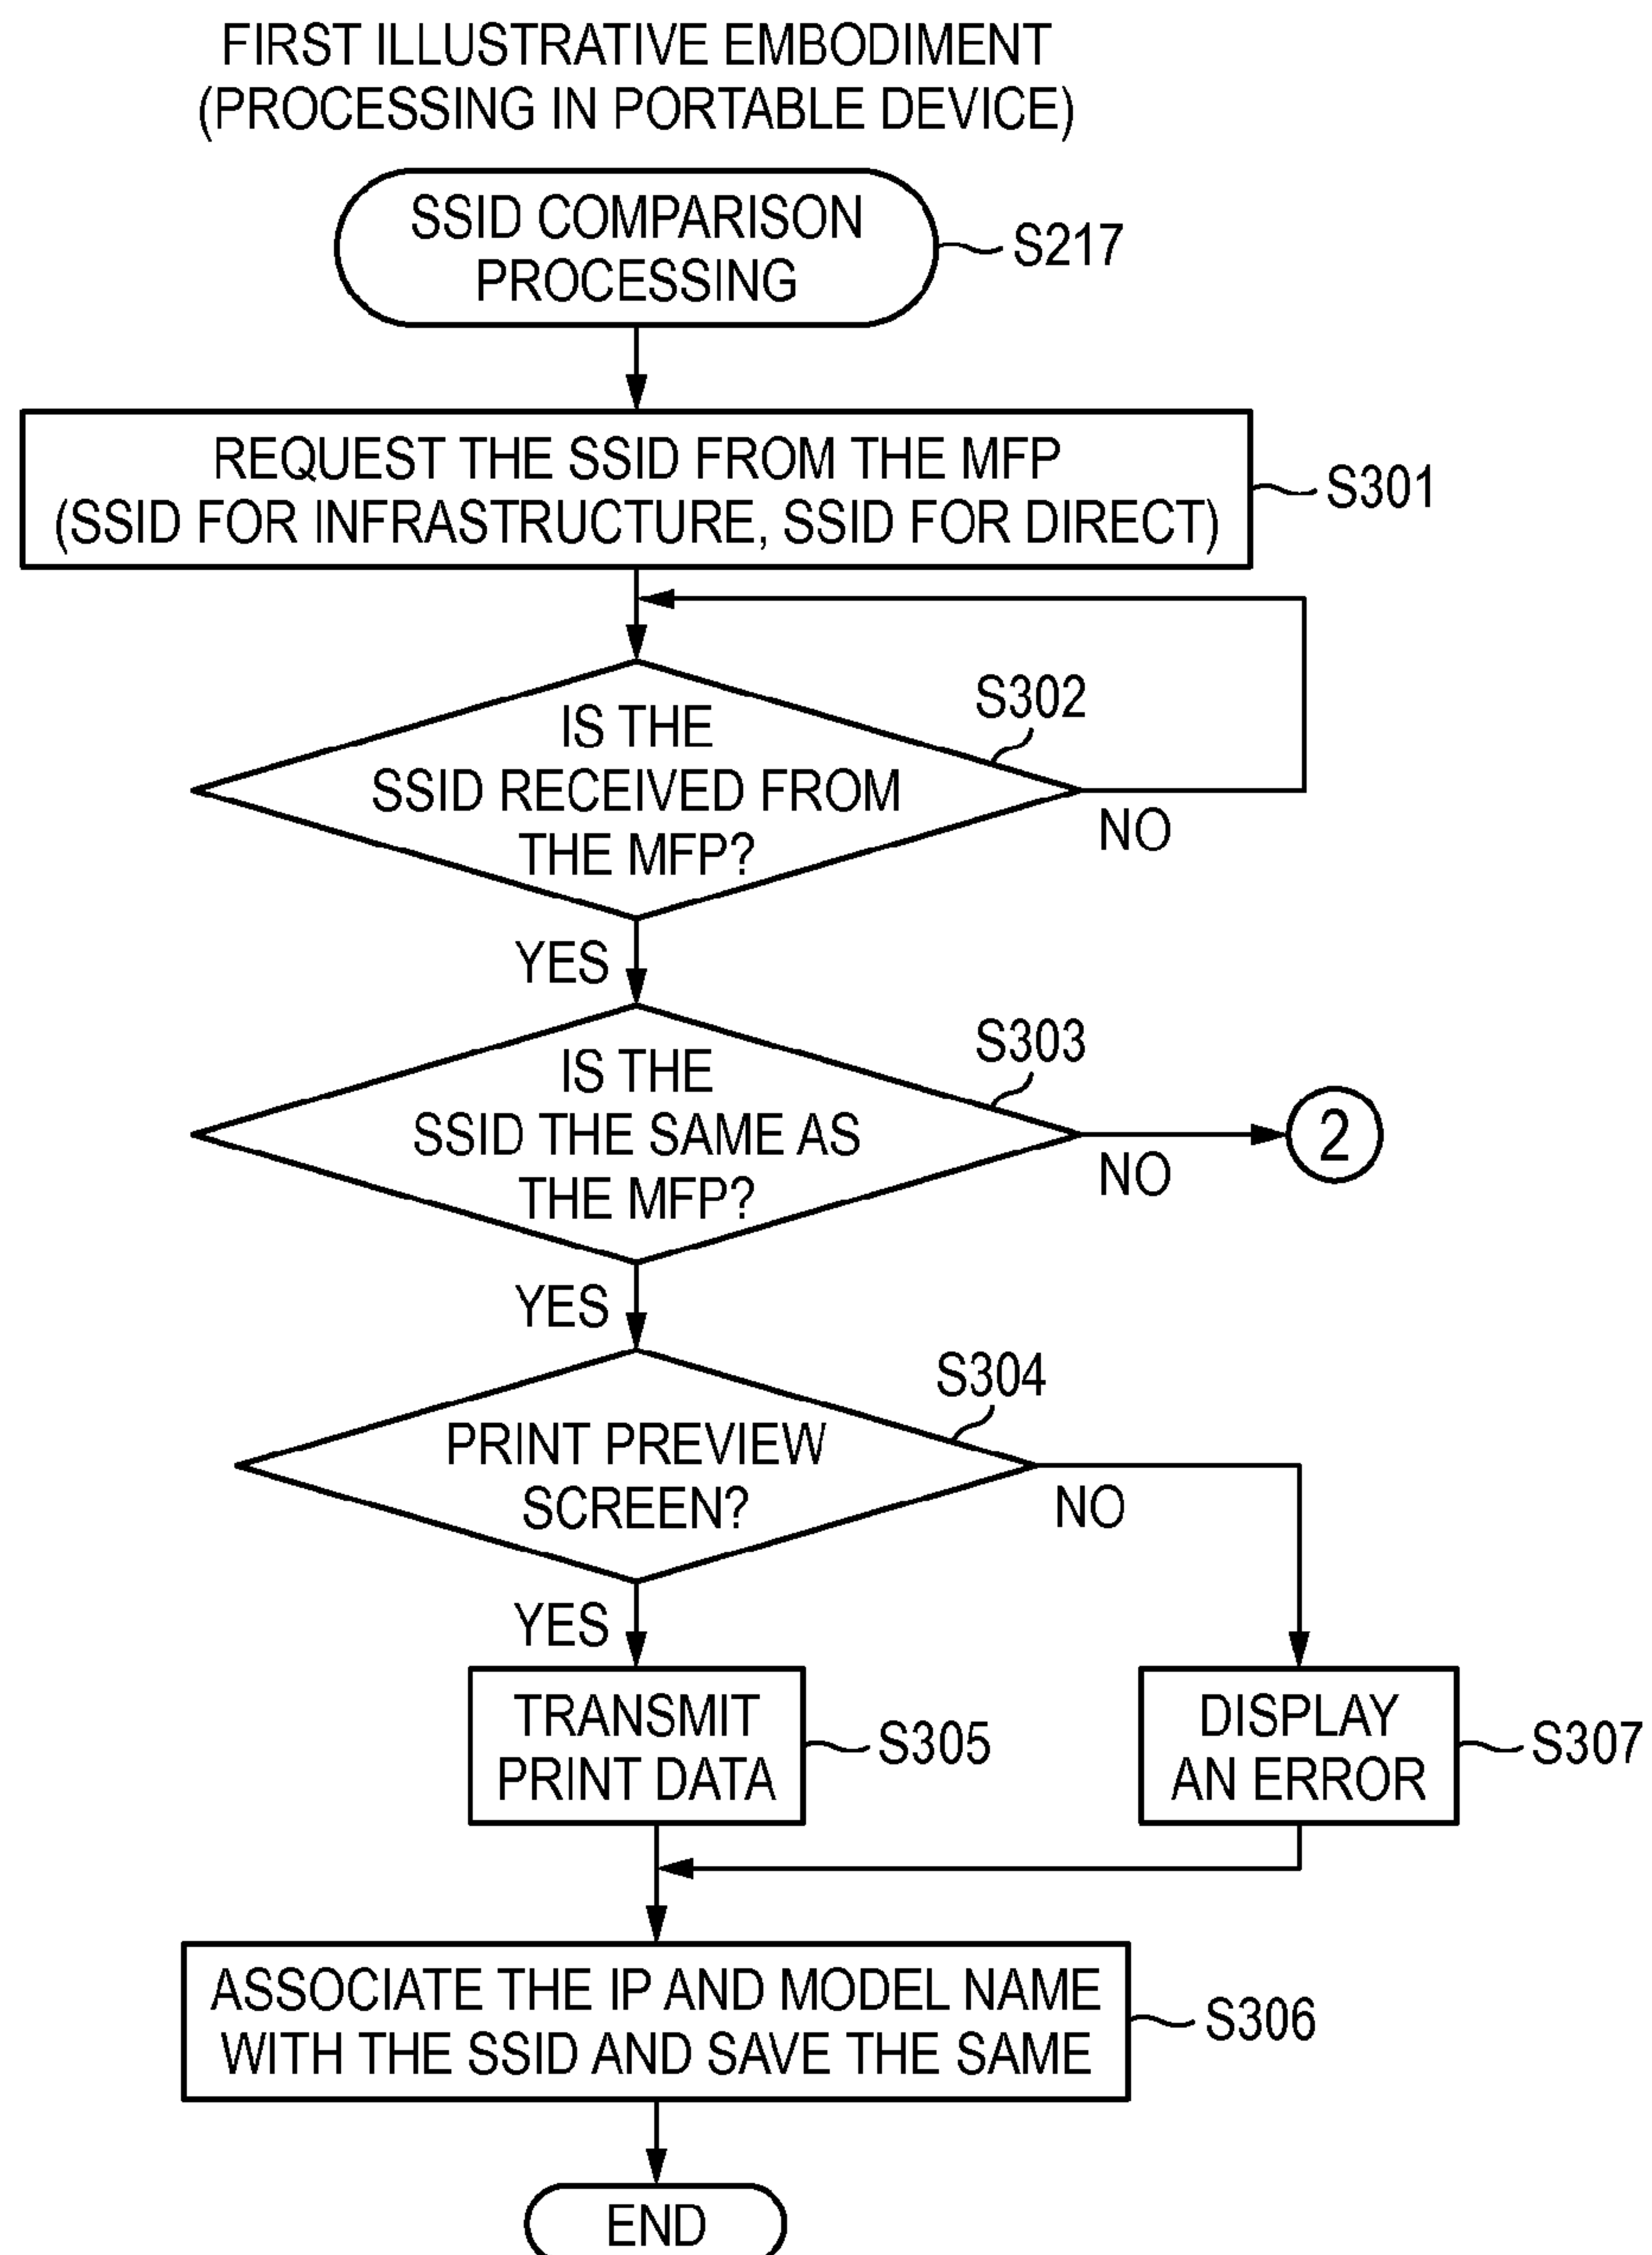 FIRST ILLUSTRATIVE EMBODIMENT
(PROCESSING IN PORTABLE DEVICE)
SSID COMPARISON
PROCESSING
S217
REQUEST THE SSID FROM THE MFP
(SSID FOR INFRASTRUCTURE, SSID FOR DIRECT)
S301
S302
IS THE
SSID RECEIVED FROM
THE MFP?
NO
YES
S303
IS THE
SSID THE SAME AS
THE MFP?
NO
2
YES
S304
PRINT PREVIEW
SCREEN?
NO
YES
TRANSMIT
PRINT DATA
S305
DISPLAY
AN ERROR
S307
ASSOCIATE THE IP AND MODEL NAME
WITH THE SSID AND SAVE THE SAME
S306
END